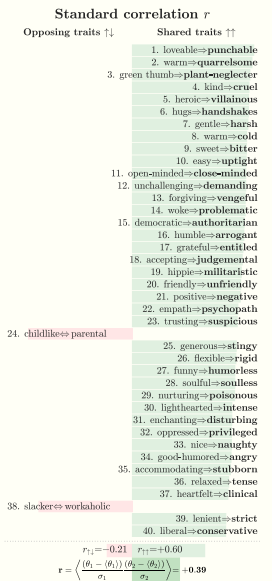 Standard correlation r
Opposing traits ↑↓ Shared traits ↑↑
1. loveable⇒punchable
2. warm⇒quarrelsome
3. green thumb⇒plant-neglecter
4. kind⇒cruel
5. heroic⇒villainous
6. hugs⇒handshakes
7. gentle⇒harsh
8. warm⇒cold
9. sweet⇒bitter
10. easy⇒uptight
11. open-minded⇒close-minded
12. unchallenging⇒demanding
13. forgiving⇒vengeful
14. woke⇒problematic
15. democratic⇒authoritarian
16. humble⇒arrogant
17. grateful⇒entitled
18. accepting⇒judgemental
19. hippie⇒militaristic
20. friendly⇒unfriendly
21. positive⇒negative
22. empath⇒psychopath
23. trusting⇒suspicious
24. childlike⇔parental
25. generous⇒stingy
26. flexible⇒rigid
27. funny⇒humorless
28. soulful⇒soulless
29. nurturing⇒poisonous
30. lighthearted⇒intense
31. enchanting⇒disturbing
32. oppressed⇒privileged
33. nice⇒naughty
34. good-humored⇒angry
35. accommodating⇒stubborn
36. relaxed⇒tense
37. heartfelt⇒clinical
38. slacker⇔workaholic
39. lenient⇒strict
40. liberal⇒conservative
r↑↓=−0.21 r↑↑=+0.60
r = ⟨(θ1 − ⟨θ1⟩)/σ1 (θ2 − ⟨θ2⟩)/σ2⟩ = +0.39